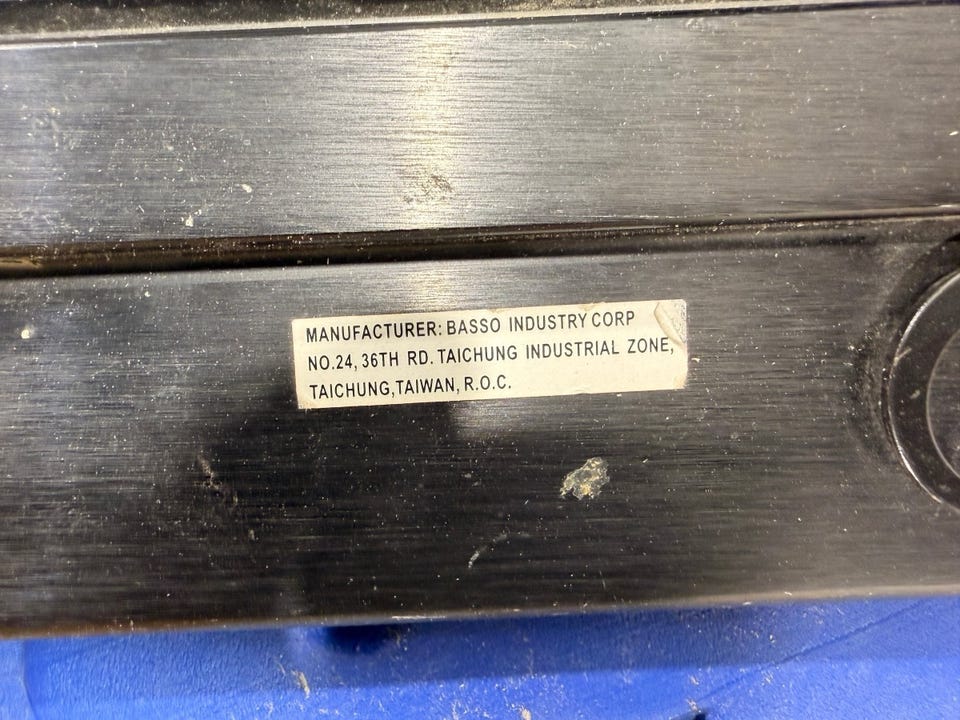 MANUFACTURER: BASSO INDUSTRY CORP
NO.24, 36TH RD. TAICHUNG INDUSTRIAL ZONE,
TAICHUNG,TAIWAN, R.O.C.